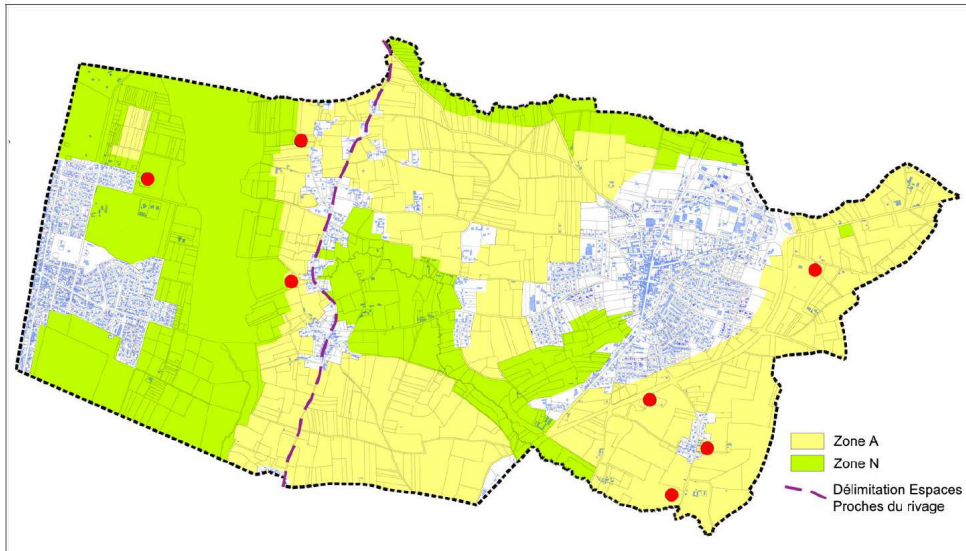 Zone A
Zone N
Délimitation Espaces
Proches du rivage